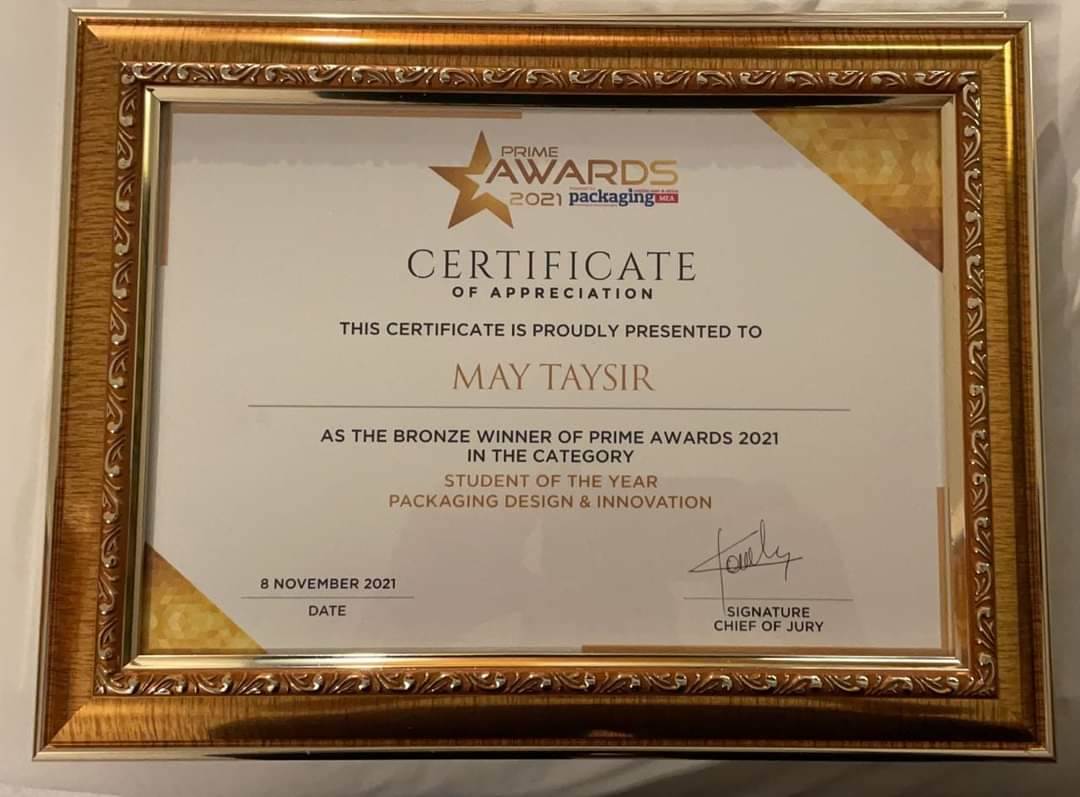 PRIME
AWARDS
2021 packaging MEA
CERTIFICATE
OF APPRECIATION
THIS CERTIFICATE IS PROUDLY PRESENTED TO
MAY TAYSIR
AS THE BRONZE WINNER OF PRIME AWARDS 2021
IN THE CATEGORY
STUDENT OF THE YEAR
PACKAGING DESIGN & INNOVATION
8 NOVEMBER 2021
DATE
SIGNATURE
CHIEF OF JURY